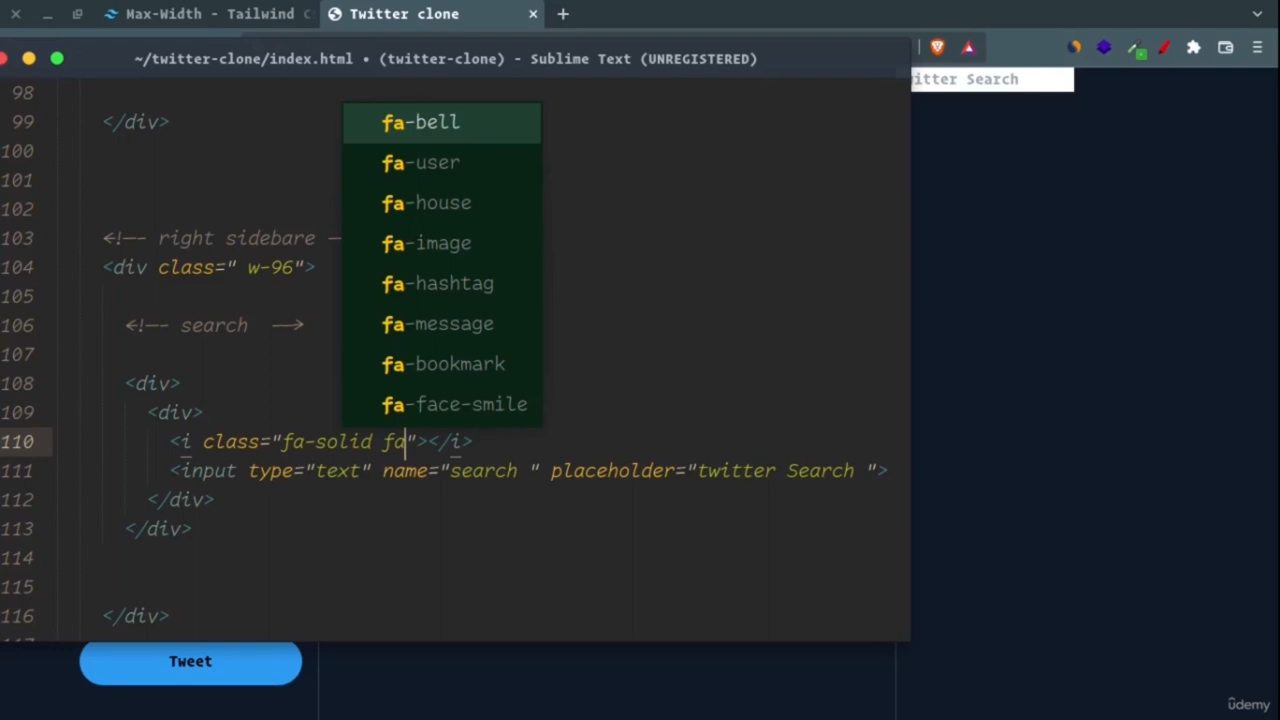 Max-Width - Tailwind C
Twitter clone
~/twitter-clone/index.html • (twitter-clone) - Sublime Text (UNREGISTERED)
itter Search
98
99 </div>
100
101
102
103 <!-- right sidebare -
104 <div class=" w-96">
105
106 <!-- search -->
107
108 <div>
109 <div>
110 <i class="fa-solid fa"></i>
111 <input type="text" name="search " placeholder="twitter Search ">
112 </div>
113 </div>
114
115
116 </div>
fa-bell
fa-user
fa-house
fa-image
fa-hashtag
fa-message
fa-bookmark
fa-face-smile
Tweet
ûdemy